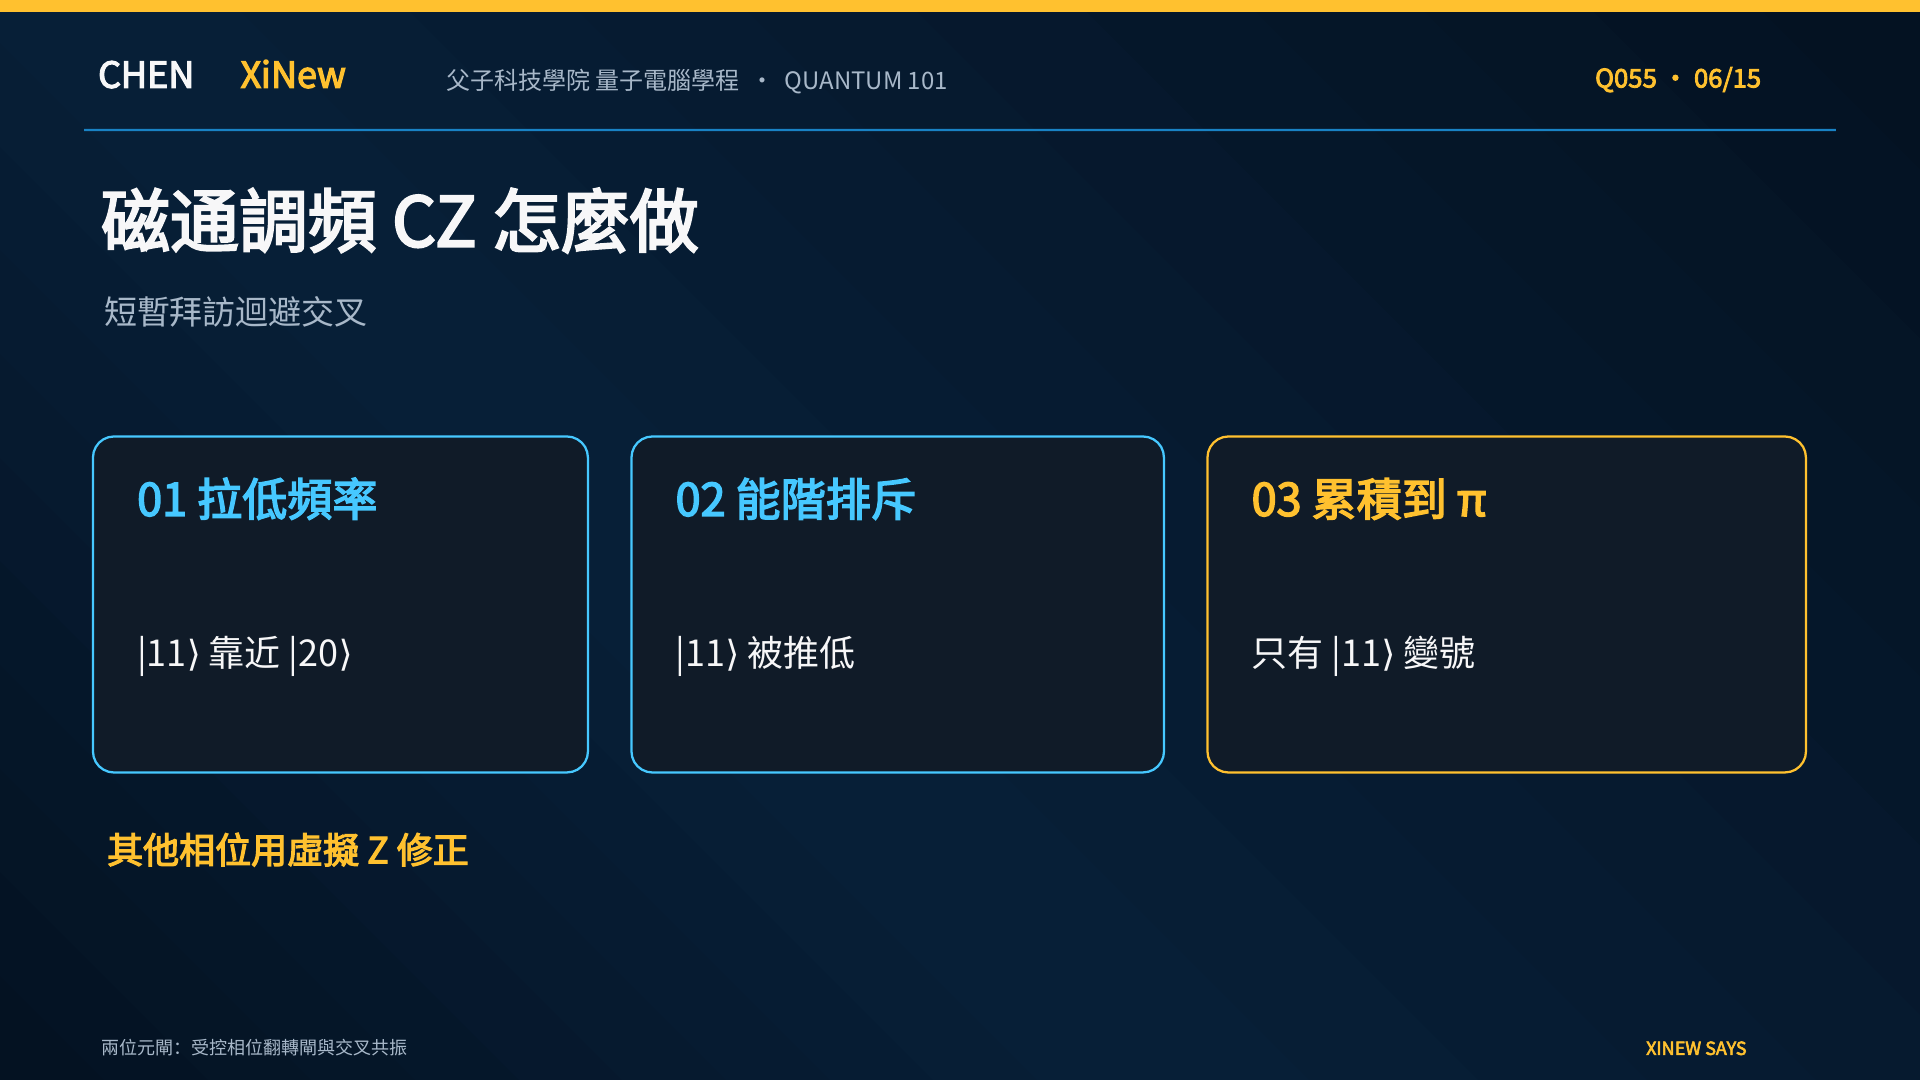 CHEN XiNew 父子科技學院 量子電腦學程 • QUANTUM 101 Q055 • 06/15
磁通調頻 CZ 怎麼做
短暫拜訪迴避交叉
01 拉低頻率
|11⟩ 靠近 |20⟩
02 能階排斥
|11⟩ 被推低
03 累積到 π
只有 |11⟩ 變號
其他相位用虛擬 Z 修正
兩位元閘：受控相位翻轉閘與交叉共振
XINEW SAYS